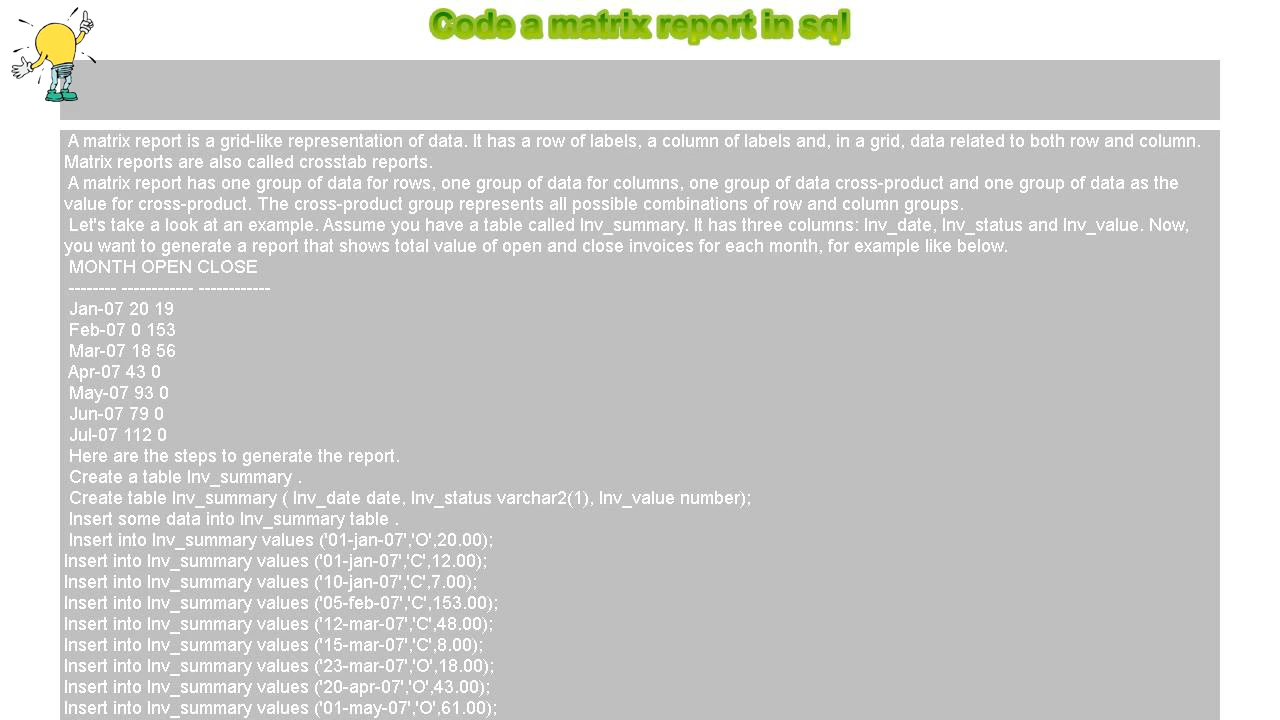 Code a matrix report in sql
A matrix report is a grid-like representation of data. It has a row of labels, a column of labels and, in a grid, data related to both row and column.
Matrix reports are also called crosstab reports.
A matrix report has one group of data for rows, one group of data for columns, one group of data cross-product and one group of data as the
value for cross-product. The cross-product group represents all possible combinations of row and column groups.
Let's take a look at an example. Assume you have a table called Inv_summary. It has three columns: Inv_date, Inv_status and Inv_value. Now,
you want to generate a report that shows total value of open and close invoices for each month, for example like below.
MONTH OPEN CLOSE
-------- ------------ ------------
Jan-07 20 19
Feb-07 0 153
Mar-07 18 56
Apr-07 43 0
May-07 93 0
Jun-07 79 0
Jul-07 112 0
Here are the steps to generate the report.
Create a table Inv_summary .
Create table Inv_summary ( Inv_date date, Inv_status varchar2(1), Inv_value number);
Insert some data into Inv_summary table .
Insert into Inv_summary values ('01-jan-07','O',20.00);
Insert into Inv_summary values ('01-jan-07','C',12.00);
Insert into Inv_summary values ('10-jan-07','C',7.00);
Insert into Inv_summary values ('05-feb-07','C',153.00);
Insert into Inv_summary values ('12-mar-07','C',48.00);
Insert into Inv_summary values ('15-mar-07','C',8.00);
Insert into Inv_summary values ('23-mar-07','O',18.00);
Insert into Inv_summary values ('20-apr-07','O',43.00);
Insert into Inv_summary values ('01-may-07','O',61.00);